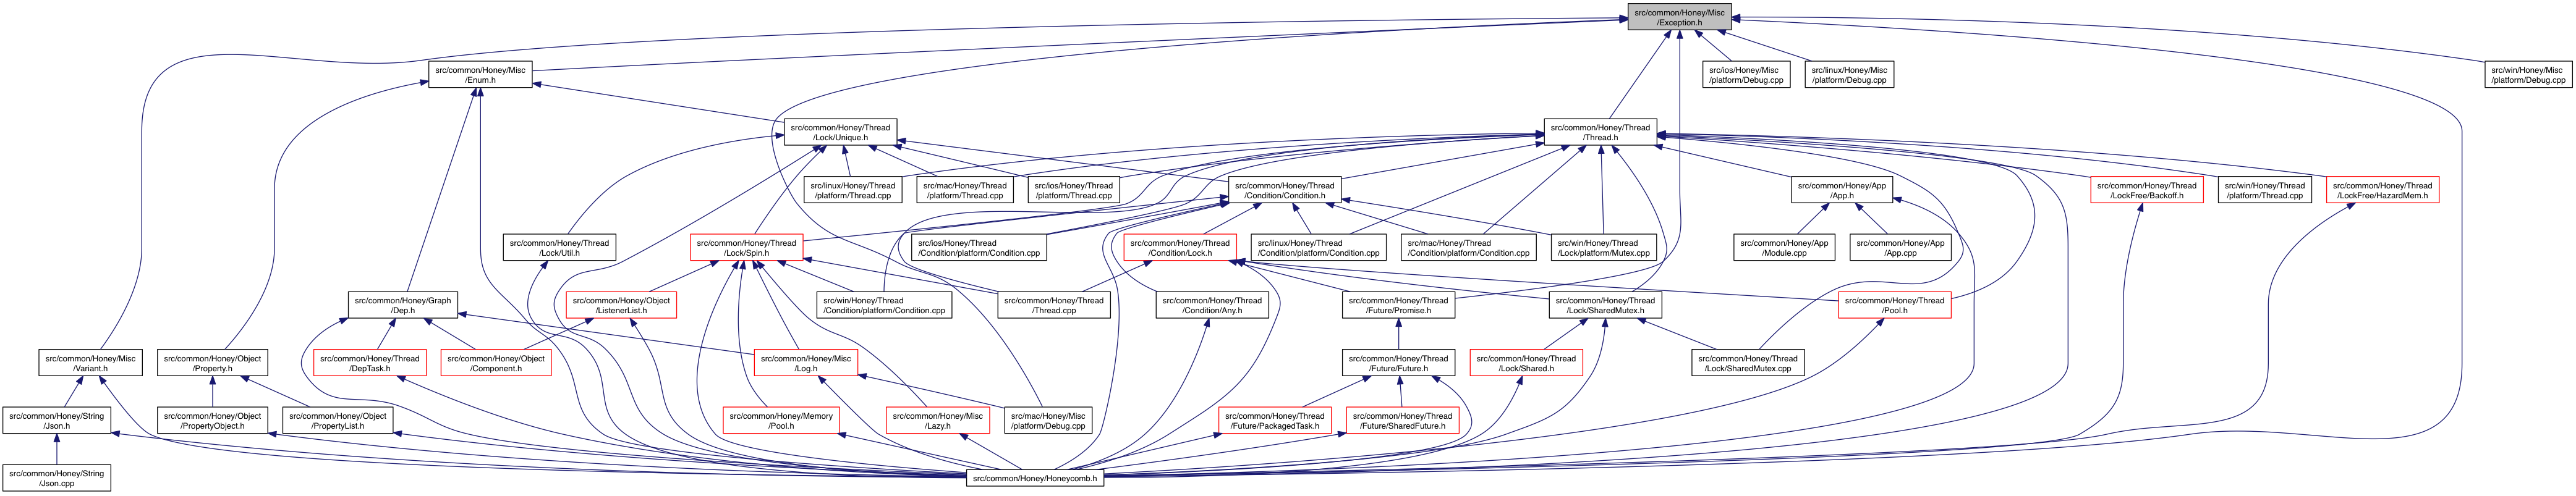 src/common/Honey/Misc
/Exception.h
src/common/Honey/Misc
/Enum.h
src/ios/Honey/Misc
/platform/Debug.cpp
src/linux/Honey/Misc
/platform/Debug.cpp
src/win/Honey/Misc
/platform/Debug.cpp
src/common/Honey/Thread
/Lock/Unique.h
src/common/Honey/Thread
/Thread.h
src/linux/Honey/Thread
/platform/Thread.cpp
src/mac/Honey/Thread
/platform/Thread.cpp
src/ios/Honey/Thread
/platform/Thread.cpp
src/common/Honey/Thread
/Condition/Condition.h
src/common/Honey/App
/App.h
src/common/Honey/Thread
/LockFree/Backoff.h
src/win/Honey/Thread
/platform/Thread.cpp
src/common/Honey/Thread
/LockFree/HazardMem.h
src/common/Honey/Thread
/Lock/Util.h
src/common/Honey/Thread
/Lock/Spin.h
src/ios/Honey/Thread
/Condition/platform/Condition.cpp
src/common/Honey/Thread
/Condition/Lock.h
src/linux/Honey/Thread
/Condition/platform/Condition.cpp
src/mac/Honey/Thread
/Condition/platform/Condition.cpp
src/win/Honey/Thread
/Lock/platform/Mutex.cpp
src/common/Honey/App
/Module.cpp
src/common/Honey/App
/App.cpp
src/common/Honey/Graph
/Dep.h
src/common/Honey/Object
/ListenerList.h
src/win/Honey/Thread
/Condition/platform/Condition.cpp
src/common/Honey/Thread
/Thread.cpp
src/common/Honey/Thread
/Condition/Any.h
src/common/Honey/Thread
/Future/Promise.h
src/common/Honey/Thread
/Lock/SharedMutex.h
src/common/Honey/Thread
/Pool.h
src/common/Honey/Misc
/Variant.h
src/common/Honey/Object
/Property.h
src/common/Honey/Thread
/DepTask.h
src/common/Honey/Object
/Component.h
src/common/Honey/Misc
/Log.h
src/common/Honey/Thread
/Future/Future.h
src/common/Honey/Thread
/Lock/Shared.h
src/common/Honey/Thread
/Lock/SharedMutex.cpp
src/common/Honey/String
/Json.h
src/common/Honey/Object
/PropertyObject.h
src/common/Honey/Object
/PropertyList.h
src/common/Honey/Memory
/Pool.h
src/common/Honey/Misc
/Lazy.h
src/mac/Honey/Misc
/platform/Debug.cpp
src/common/Honey/Thread
/Future/PackagedTask.h
src/common/Honey/Thread
/Future/SharedFuture.h
src/common/Honey/String
/Json.cpp
src/common/Honey/Honeycomb.h